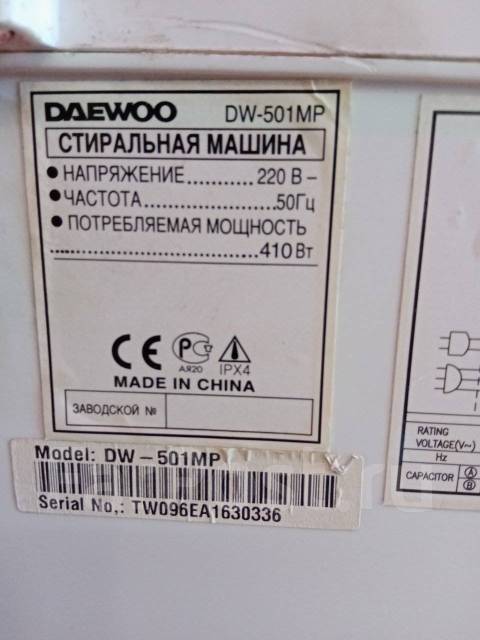 DAEWOO DW-501MP
СТИРАЛЬНАЯ МАШИНА
● НАПРЯЖЕНИЕ...........220 В ~
● ЧАСТОТА.....................50Гц
● ПОТРЕБЛЯЕМАЯ МОЩНОСТЬ
....................................410 Вт
CE РС АЯ20 IPX4
MADE IN CHINA
ЗАВОДСКОЙ №
Model: DW-501MP
Serial No,: TW096EA1630336
RATING
VOLTAGE(V~)
Hz
CAPACITOR A
B